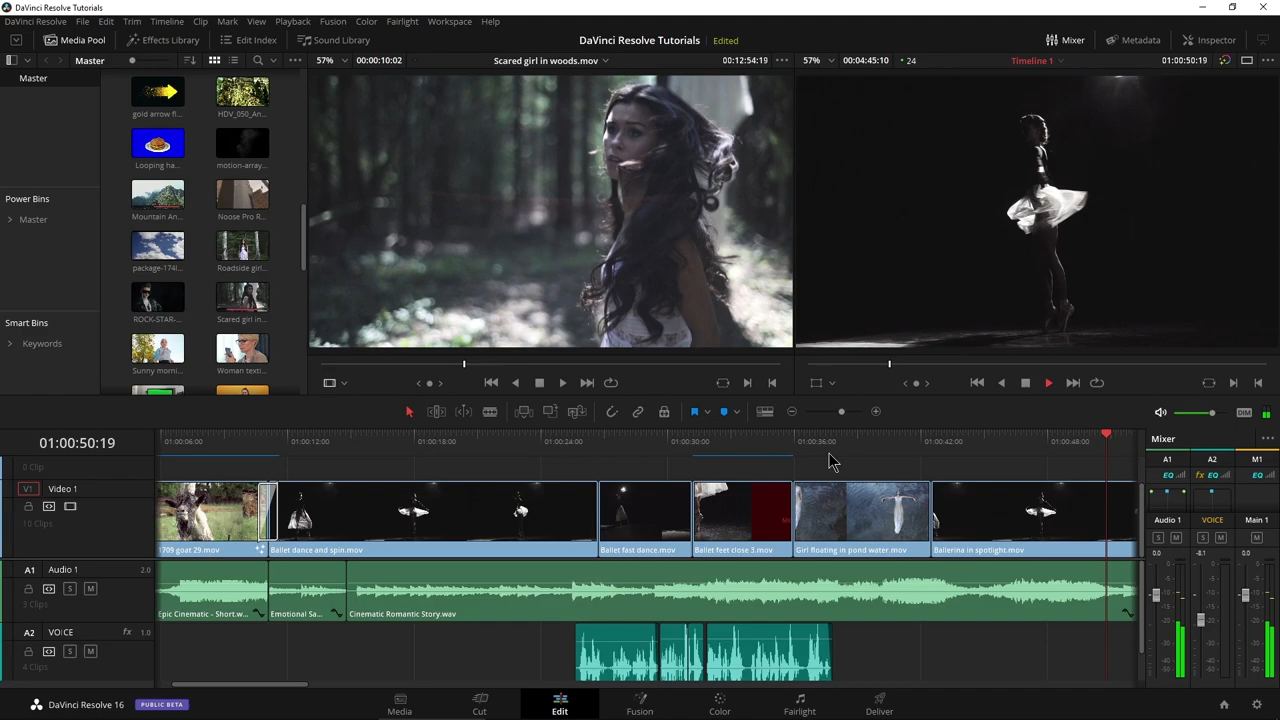 DaVinci Resolve Tutorials
DaVinci Resolve File Edit Trim Timeline Clip Mark View Playback Fusion Color Fairlight Workspace Help
Media Pool Effects Library Edit Index Sound Library DaVinci Resolve Tutorials Edited Mixer Metadata Inspector
Master 57% 00:00:10:02 Scared girl in woods.mov 00:12:54:19 57% 00:04:45:10 24 Timeline 1 01:00:50:19
Master
gold arrow fl... HDV_050_An...
Looping ha... motion-array...
Power Bins
Master
Mountain An... Noose Pro R...
package-174i... Roadside girl...
Smart Bins
Keywords
ROCK-STAR-... Scared girl in...
Sunny morni... Woman texti...
DIM
01:00:50:19
01:00:06:00 01:00:12:00 01:00:18:00 01:00:24:00 01:00:30:00 01:00:36:00 01:00:42:00 01:00:48:00
Mixer
0 Clip
A1 A2 M1
V1 Video 1
EQ fx EQ EQ
10 Clips
Audio 1 VOICE Main 1
S M S M M
1709 goat 29.mov Ballet dance and spin.mov Ballet fast dance.mov Ballet feet close 3.mov Girl floating in pond water.mov Ballerina in spotlight.mov
0.0 -8.1 0.0
A1 Audio 1 2.0
S M
3 Clips
Epic Cinematic - Short.w... Emotional Sa... Cinematic Romantic Story.wav
A2 VOICE fx 1.0
S M
4 Clips
DaVinci Resolve 16 PUBLIC BETA
Media Cut Edit Fusion Color Fairlight Deliver